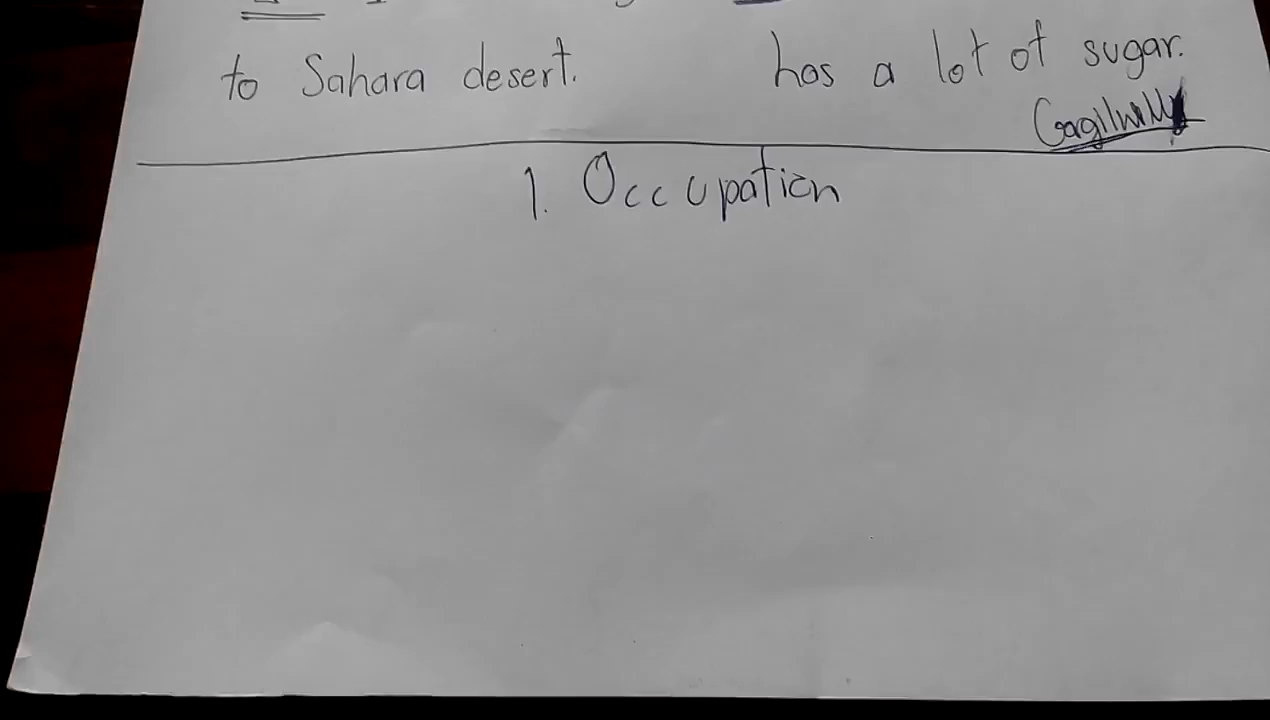 to Sahara desert.
has a lot of sugar.
1. Occupation